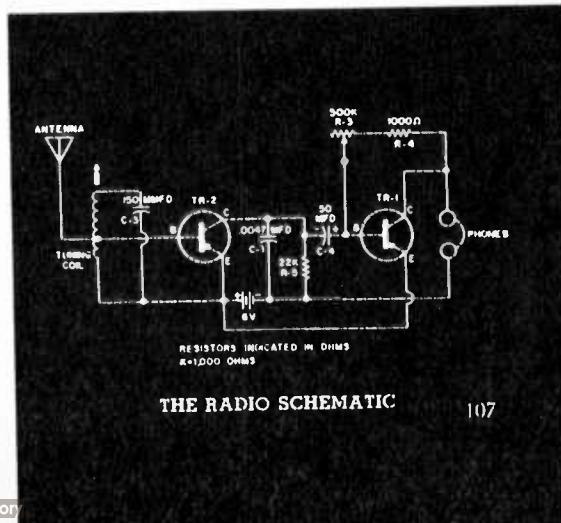 500K
R-3
1000Ω
R-4
ANTENNA
150 MMFD
C-3
TR-2
C
B
E
TUNING
COIL
.0047 MFD
C-1
50
MFD
C-4
22K
R-5
TR-1
C
B
E
PHONES
6V
RESISTORS INDICATED IN OHMS
K=1,000 OHMS
THE RADIO SCHEMATIC
107
ory